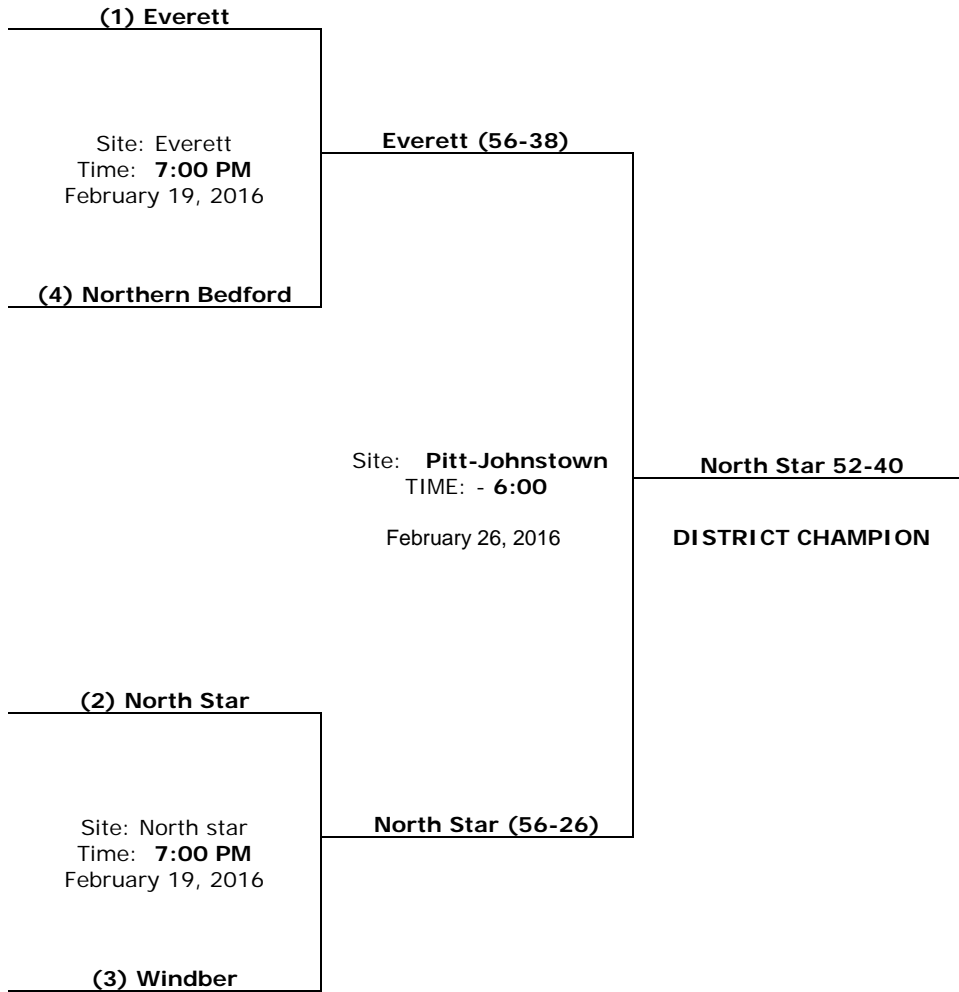 (1) Everett
Site: Everett
Time: 7:00 PM
February 19, 2016
Everett (56-38)
(4) Northern Bedford
Site: Pitt-Johnstown
TIME: - 6:00
February 26, 2016
North Star 52-40
DISTRICT CHAMPION
(2) North Star
Site: North star
Time: 7:00 PM
February 19, 2016
North Star (56-26)
(3) Windber